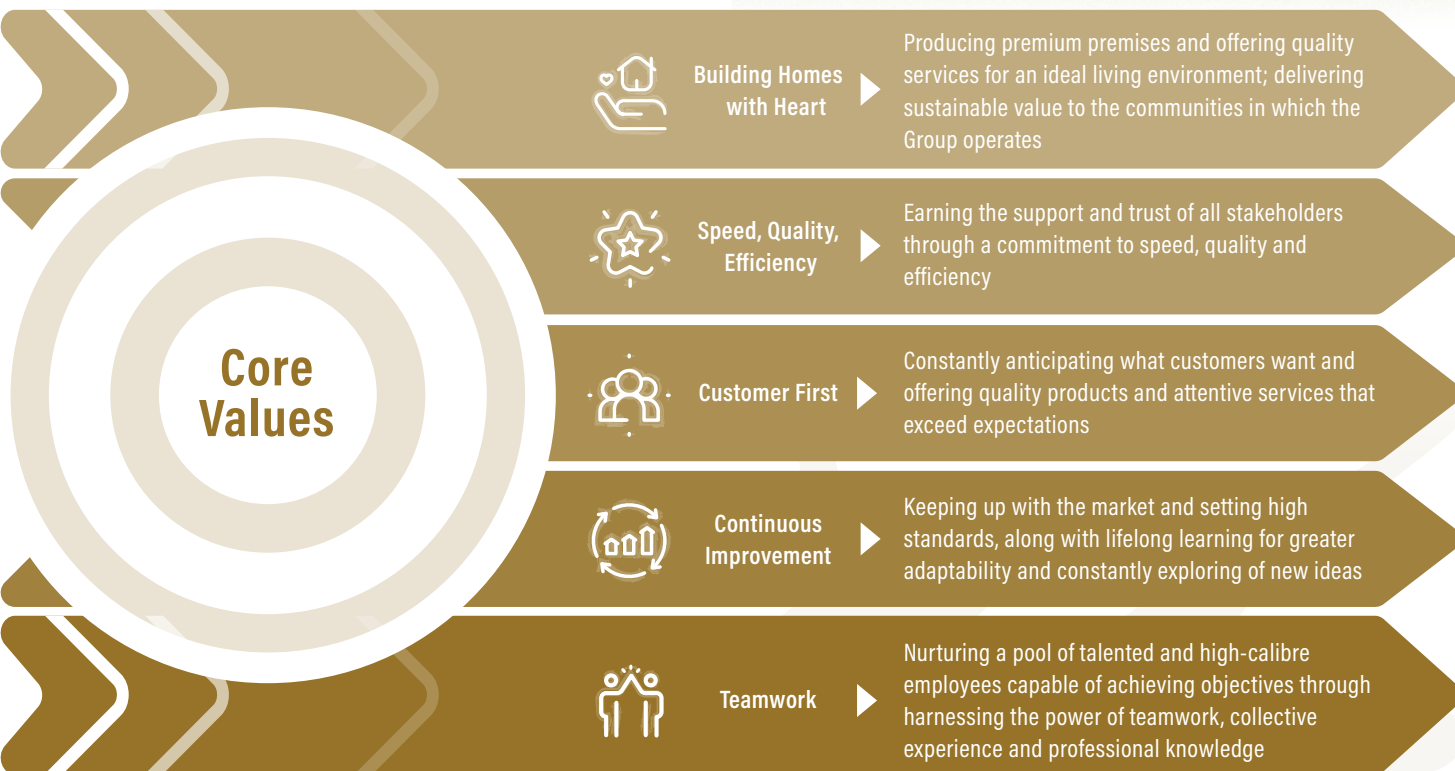 Core
Values
Building Homes
with Heart
Producing premium premises and offering quality
services for an ideal living environment; delivering
sustainable value to the communities in which the
Group operates
Speed, Quality,
Efficiency
Earning the support and trust of all stakeholders
through a commitment to speed, quality and
efficiency
Customer First
Constantly anticipating what customers want and
offering quality products and attentive services that
exceed expectations
Continuous
Improvement
Keeping up with the market and setting high
standards, along with lifelong learning for greater
adaptability and constantly exploring of new ideas
Teamwork
Nurturing a pool of talented and high-calibre
employees capable of achieving objectives through
harnessing the power of teamwork, collective
experience and professional knowledge